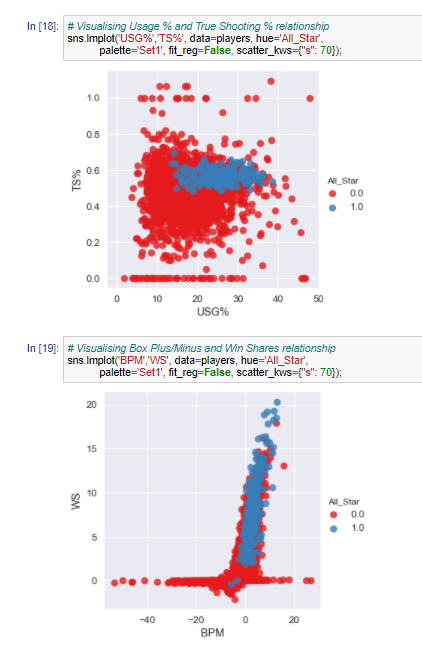 In [18]: # Visualising Usage % and True Shooting % relationship
sns.lmplot('USG%','TS%', data=players, hue='All_Star',
palette='Set1', fit_reg=False, scatter_kws={"s": 70});
1.0
0.8
0.6
0.4
0.2
0.0
TS%
All_Star
0.0
1.0
0 10 20 30 40 50
USG%
In [19]: # Visualising Box Plus/Minus and Win Shares relationship
sns.lmplot('BPM','WS', data=players, hue='All_Star',
palette='Set1', fit_reg=False, scatter_kws={"s": 70});
20
15
10
5
0
WS
All_Star
0.0
1.0
−40 −20 0 20
BPM